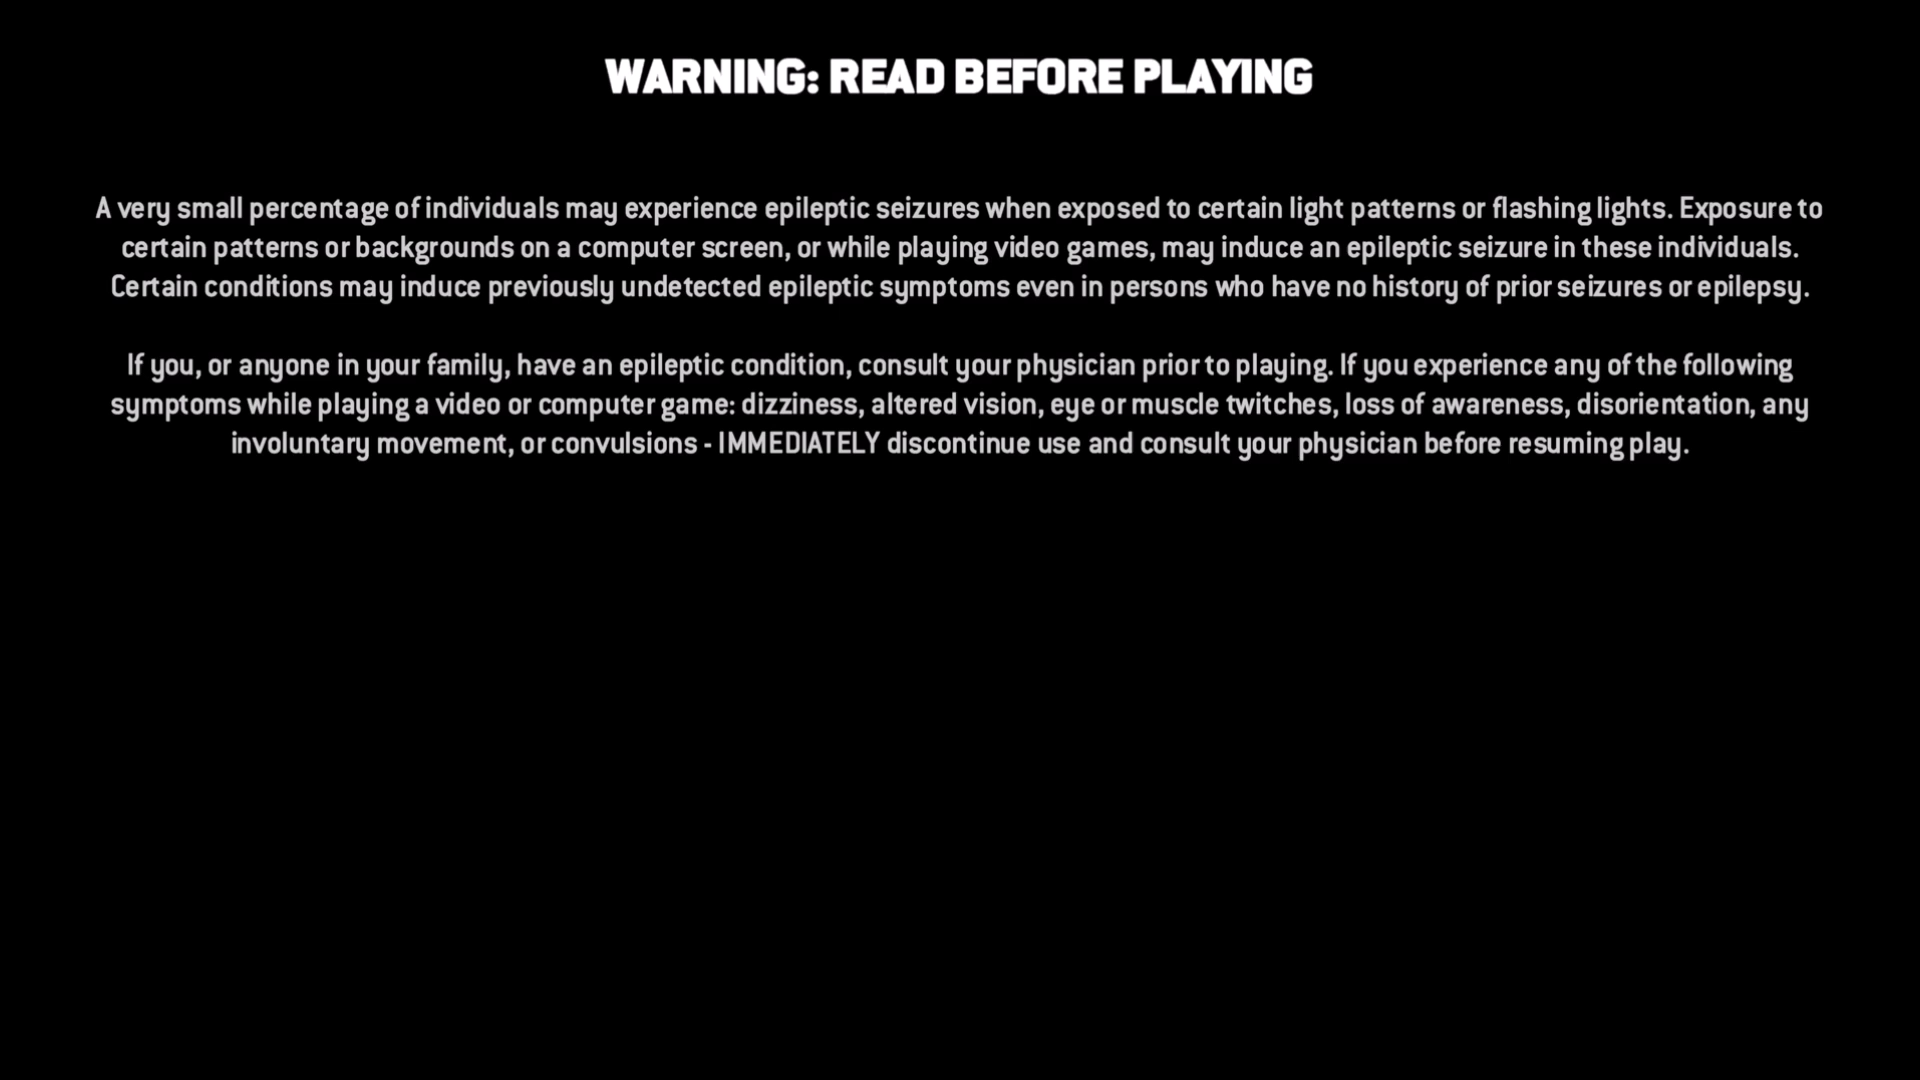 WARNING: READ BEFORE PLAYING
A very small percentage of individuals may experience epileptic seizures when exposed to certain light patterns or flashing lights. Exposure to
certain patterns or backgrounds on a computer screen, or while playing video games, may induce an epileptic seizure in these individuals.
Certain conditions may induce previously undetected epileptic symptoms even in persons who have no history of prior seizures or epilepsy.
If you, or anyone in your family, have an epileptic condition, consult your physician prior to playing. If you experience any of the following
symptoms while playing a video or computer game: dizziness, altered vision, eye or muscle twitches, loss of awareness, disorientation, any
involuntary movement, or convulsions - IMMEDIATELY discontinue use and consult your physician before resuming play.